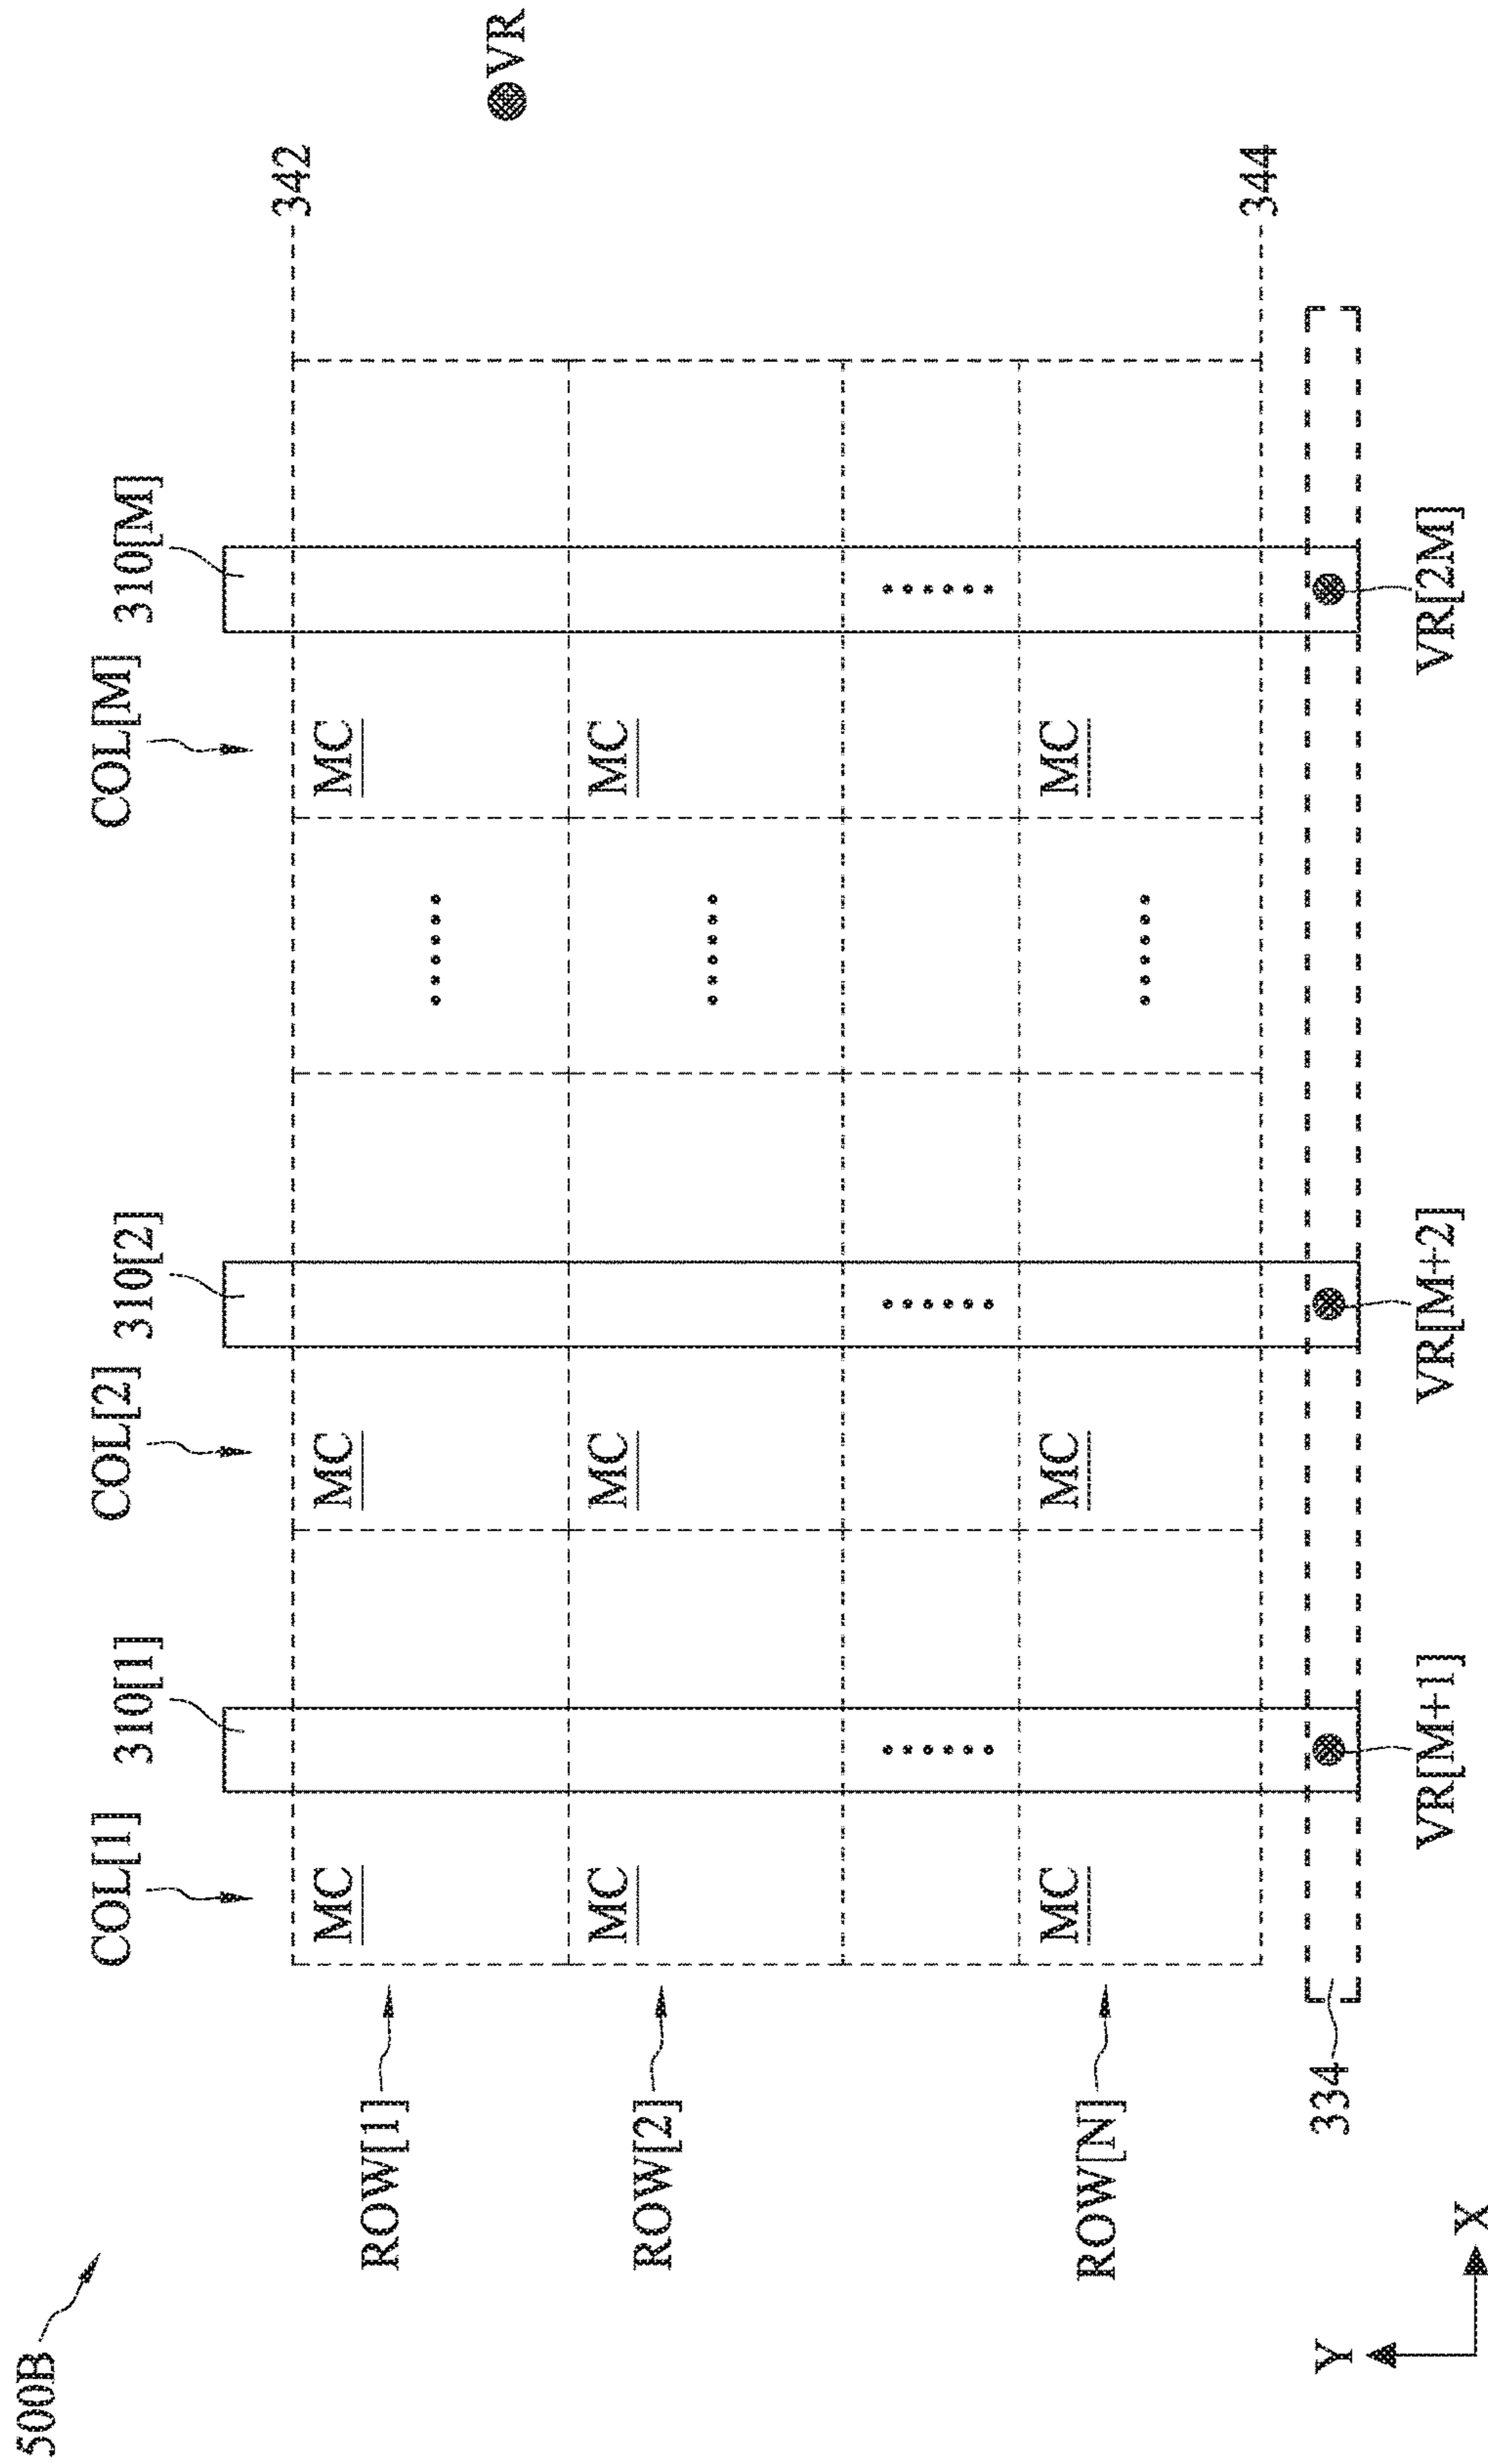 500B
COL[1]
310[1]
COL[2]
310[2]
COL[M]
310[M]
342
VR
ROW[1]
MC
MC
MC
ROW[2]
MC
MC
MC
ROW[N]
MC
MC
MC
344
334
VR[M+1]
VR[M+2]
VR[2M]
Y
X